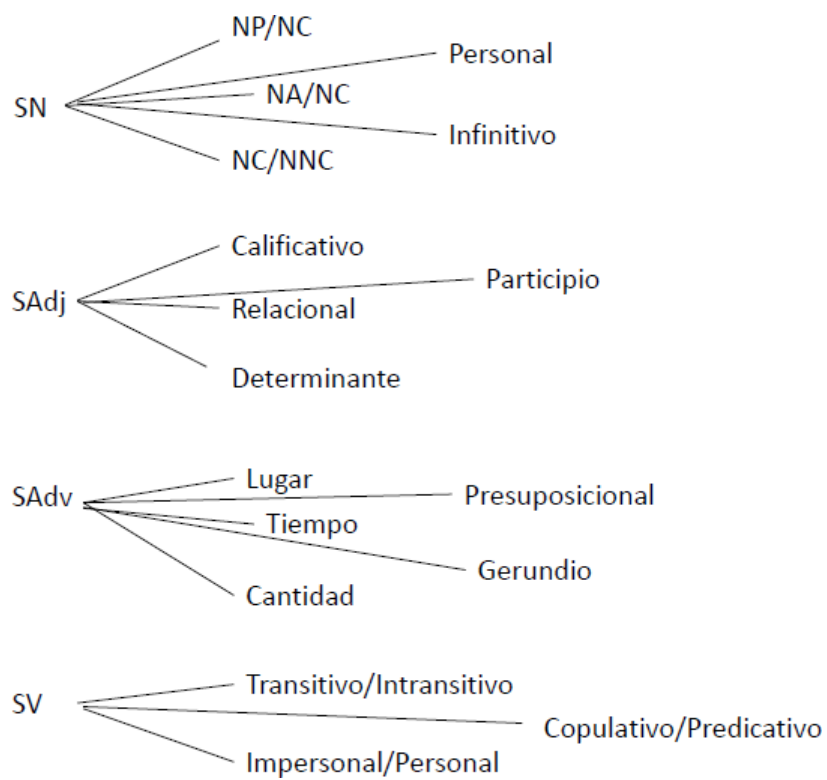 NP/NC
Personal
SN
NA/NC
Infinitivo
NC/NNC
Calificativo
Participio
SAdj
Relacional
Determinante
Lugar
SAdv
Presuposicional
Tiempo
Gerundio
Cantidad
Transitivo/Intransitivo
SV
Copulativo/Predicativo
Impersonal/Personal